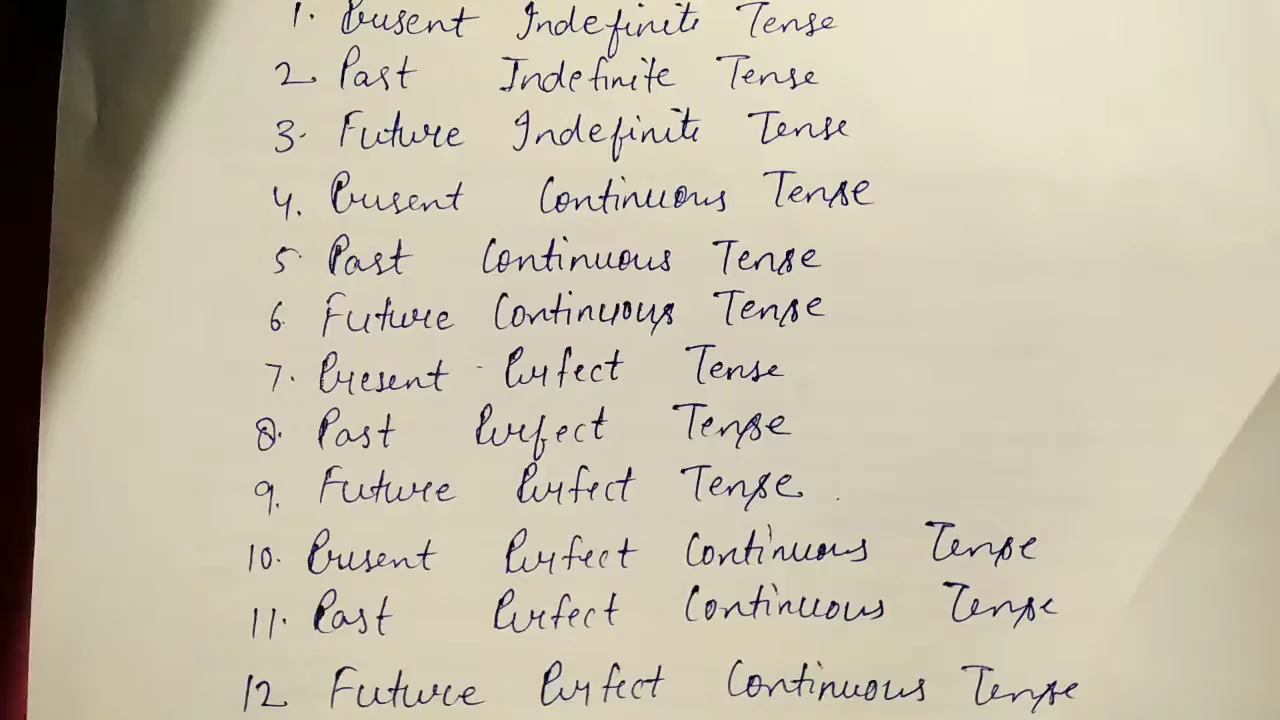 1. Present Indefinite Tense
2. Past Indefinite Tense
3. Future Indefinite Tense
4. Present Continuous Tense
5. Past Continuous Tense
6. Future Continuous Tense
7. Present Perfect Tense
8. Past Perfect Tense
9. Future Perfect Tense
10. Present Perfect Continuous Tense
11. Past Perfect Continuous Tense
12 Future Perfect Continuous Tense